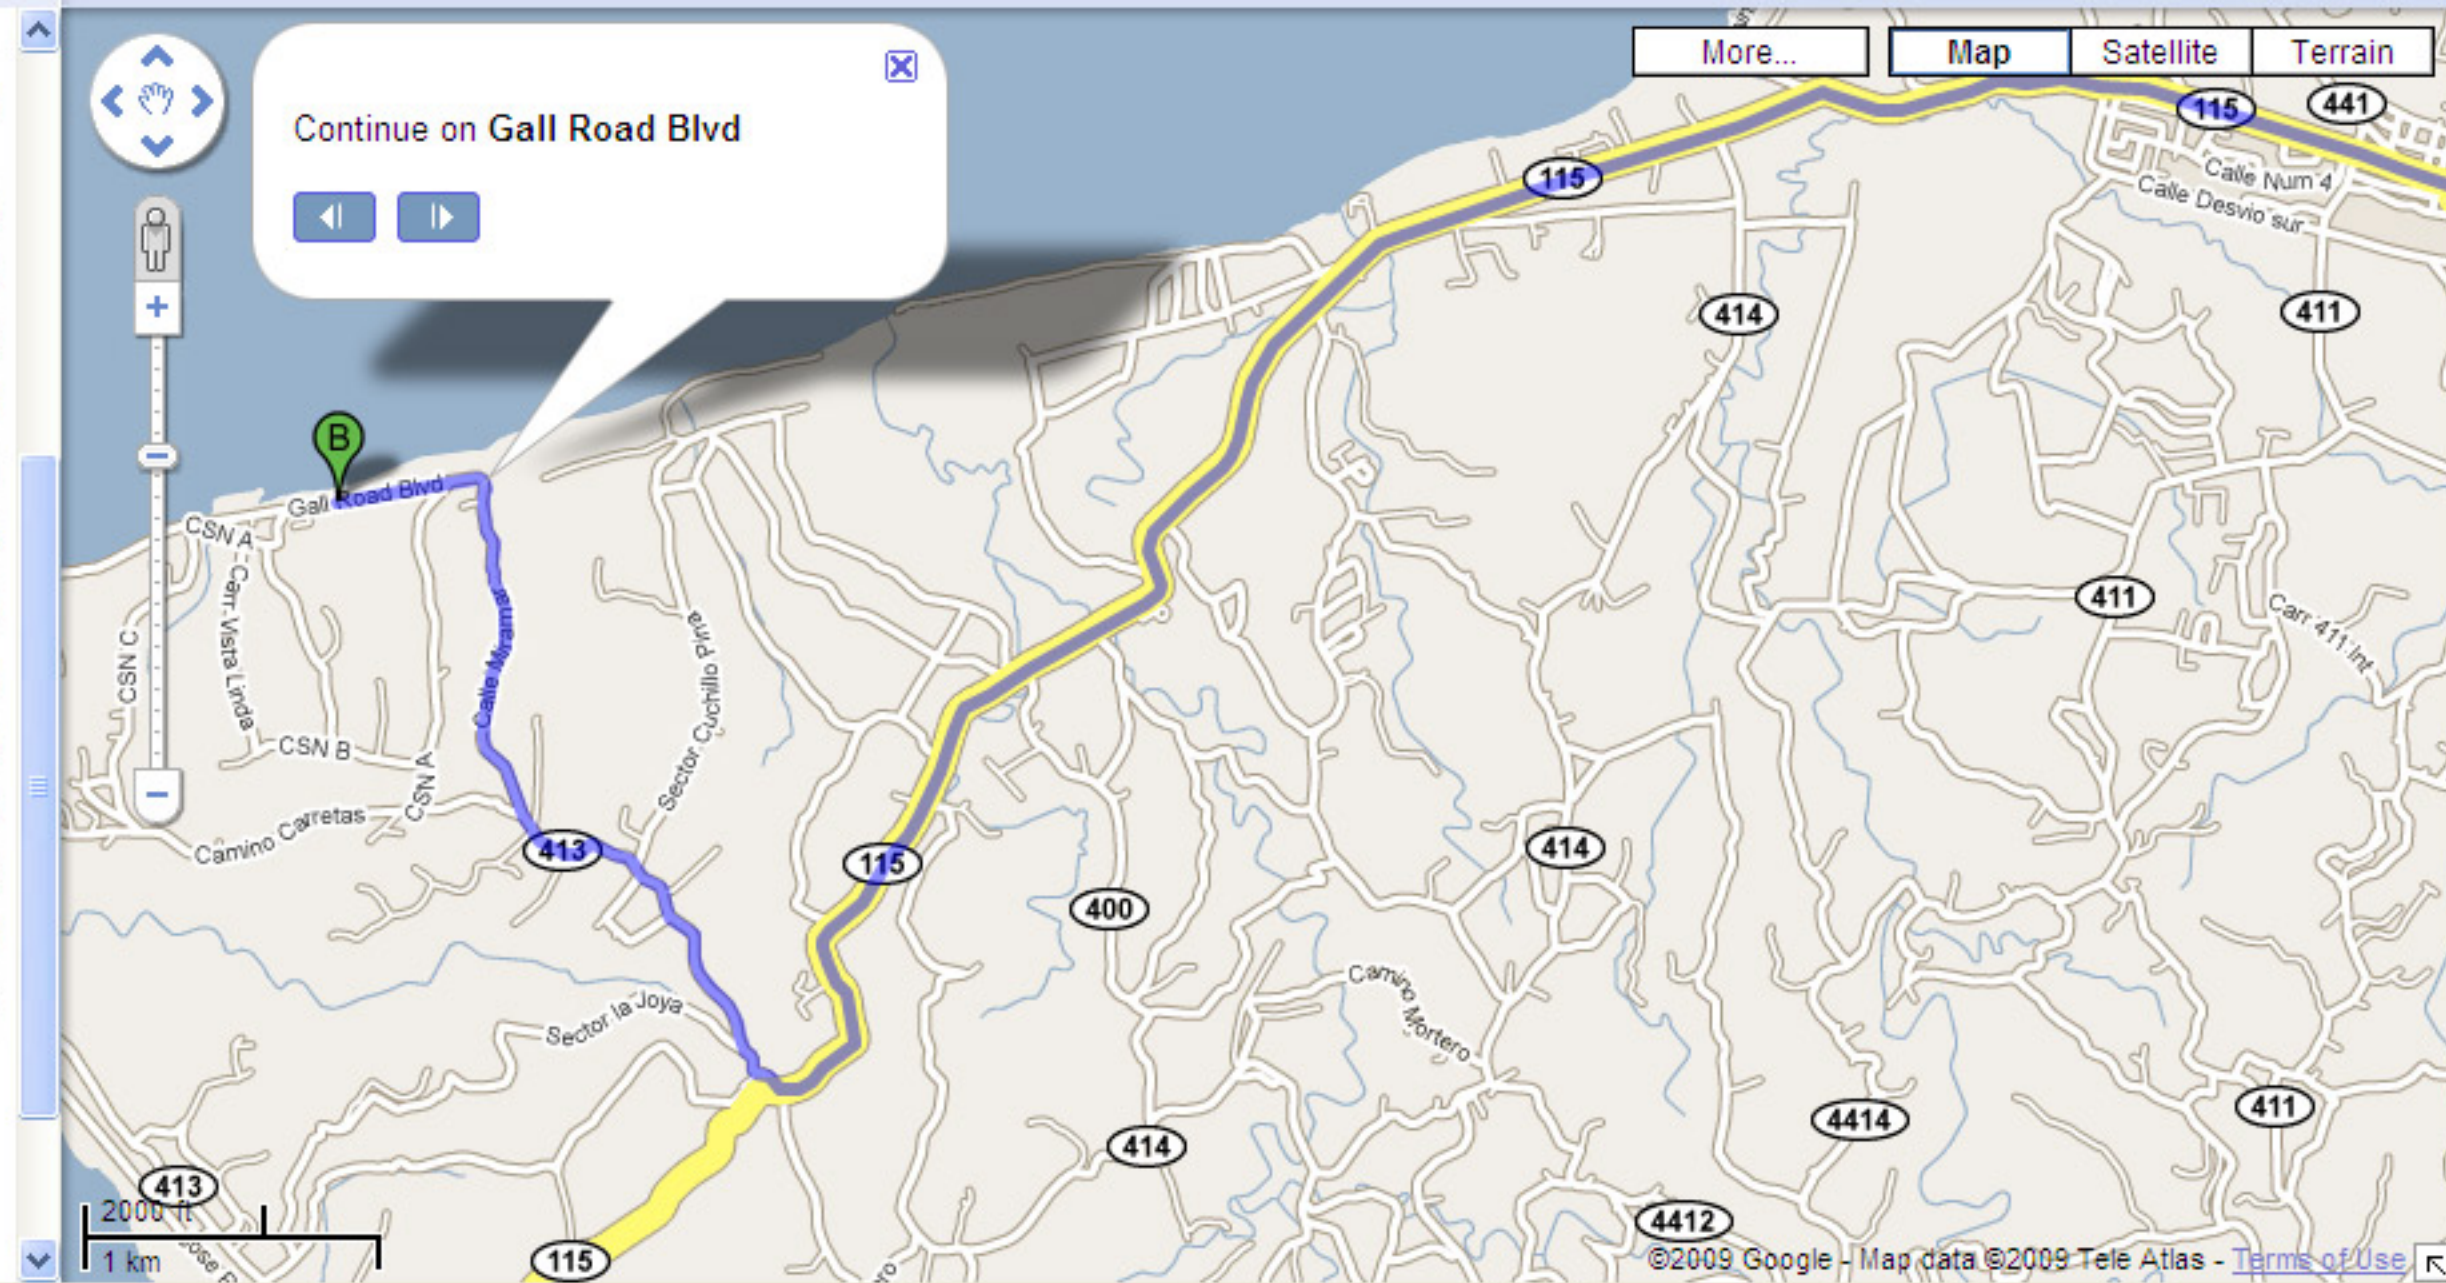 More...
Map
Satellite
Terrain
Continue on Gall Road Blvd
115
441
115
Calle Num 4
Calle Desvio sur
414
411
B
Gall Road Blvd
CSN A
Carr Vista Linda
CSN C
Calle Miramar
Sector Cuchillo Pina
411
Carr 411 Int
CSN B
CSN A
Camino Carretas
413
115
414
400
Camino Mortero
Sector la Joya
4414
411
414
413
2000 ft
1 km
115
4412
©2009 Google - Map data ©2009 Tele Atlas - Terms of Use